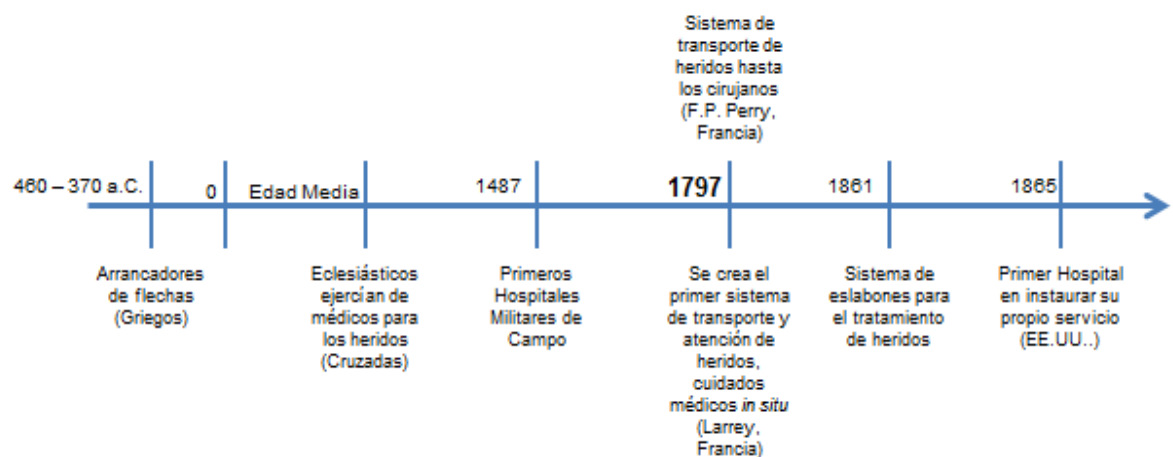 Sistema de
transporte de
heridos hasta
los cirujanos
(F.P. Perry,
Francia)
460 – 370 a.C.
0
Edad Media
1487
1797
1861
1865
Arrancadores
de flechas
(Griegos)
Eclesiásticos
ejercían de
médicos para
los heridos
(Cruzadas)
Primeros
Hospitales
Militares de
Campo
Se crea el
primer sistema
de transporte y
atención de
heridos,
cuidados
médicos in situ
(Larrey,
Francia)
Sistema de
eslabones para
el tratamiento
de heridos
Primer Hospital
en instaurar su
propio servicio
(EE.UU..)